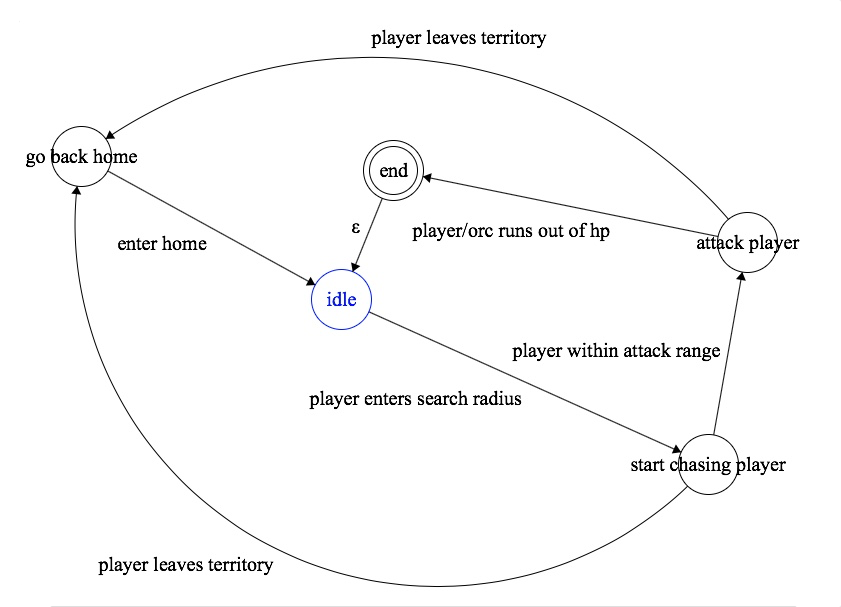 player leaves territory
go back home
end
ε
player/orc runs out of hp
attack player
enter home
idle
player within attack range
player enters search radius
start chasing player
player leaves territory